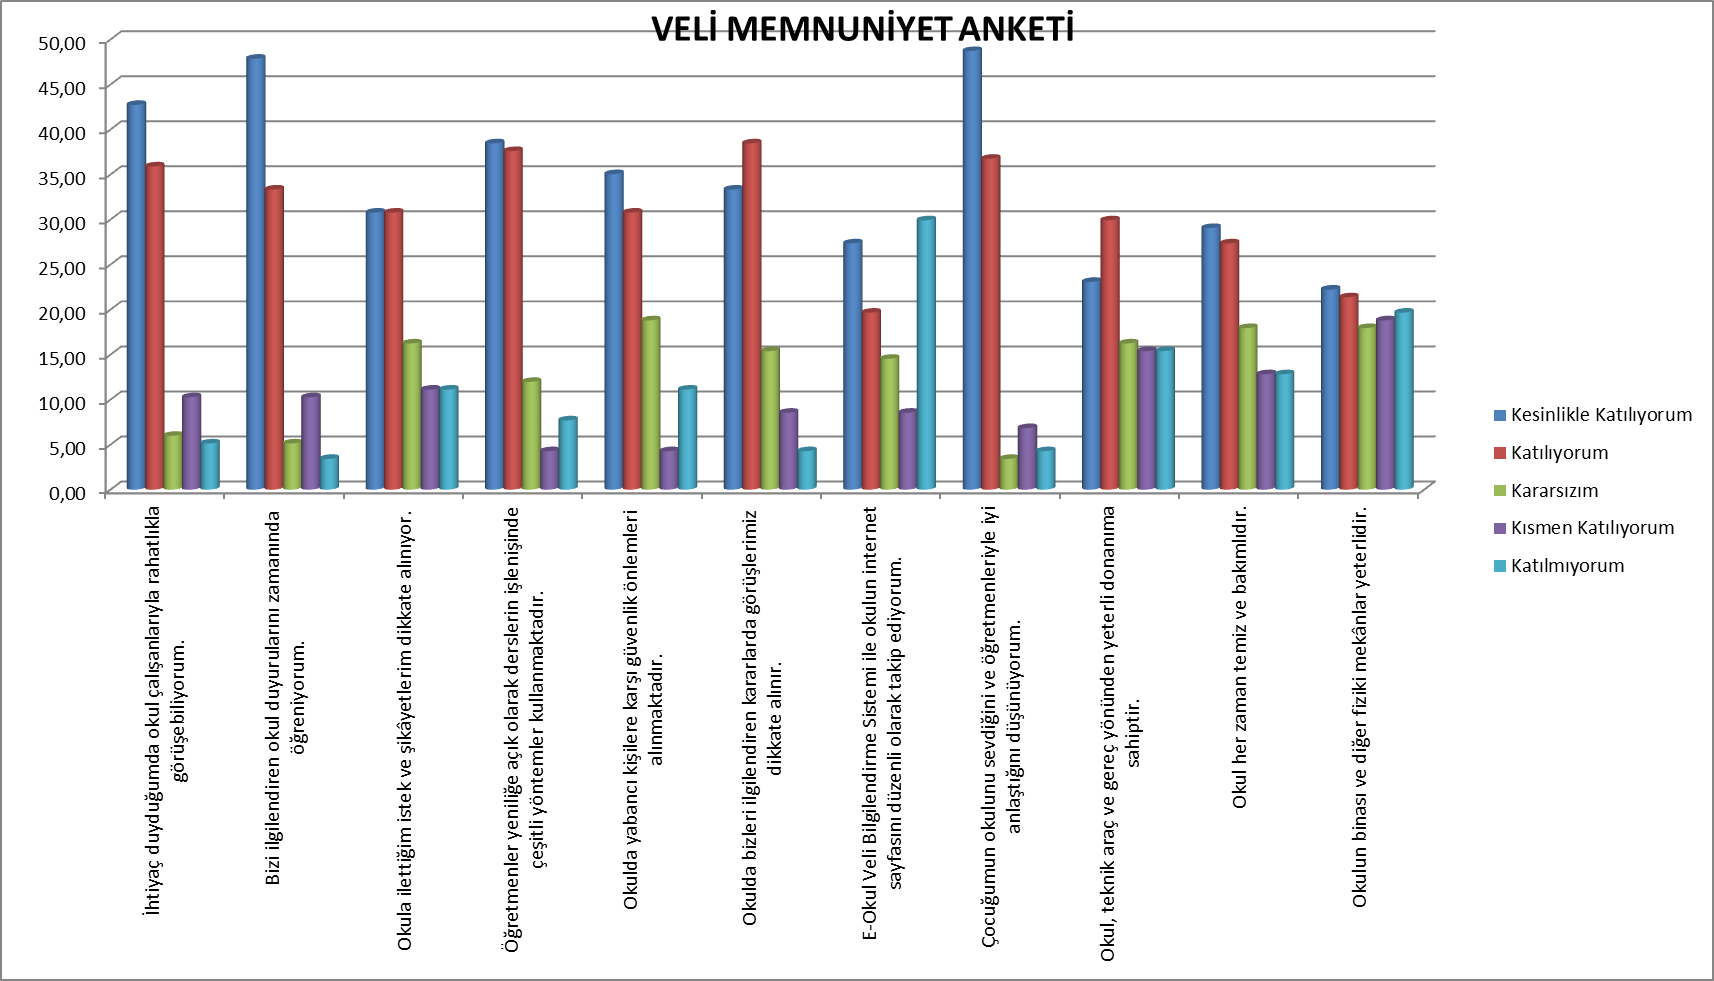 VELİ MEMNUNİYET ANKETİ
50,00
45,00
40,00
35,00
30,00
25,00
20,00
15,00
10,00
5,00
0,00
İhtiyaç duyduğumda okul çalışanlarıyla rahatlıkla
görüşebiliyorum.
Bizi ilgilendiren okul duyurularını zamanında
öğreniyorum.
Okula ilettiğim istek ve şikâyetlerim dikkate alınıyor.
Öğretmenler yeniliğe açık olarak derslerin işlenişinde
çeşitli yöntemler kullanmaktadır.
Okulda yabancı kişilere karşı güvenlik önlemleri
alınmaktadır.
Okulda bizleri ilgilendiren kararlarda görüşlerimiz
dikkate alınır.
E-Okul Veli Bilgilendirme Sistemi ile okulun internet
sayfasını düzenli olarak takip ediyorum.
Çocuğumun okulunu sevdiğini ve öğretmenleriyle iyi
anlaştığını düşünüyorum.
Okul, teknik araç ve gereç yönünden yeterli donanıma
sahiptir.
Okul her zaman temiz ve bakımlıdır.
Okulun binası ve diğer fiziki mekânlar yeterlidir.
Kesinlikle Katılıyorum
Katılıyorum
Kararsızım
Kısmen Katılıyorum
Katılmıyorum